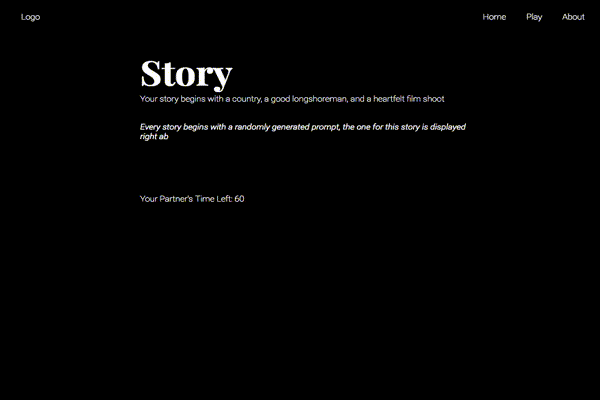 Logo
Home Play About
Story
Your story begins with a country, a good longshoreman, and a heartfelt film shoot
Every story begins with a randomly generated prompt, the one for this story is displayed
right ab
Your Partner's Time Left: 60